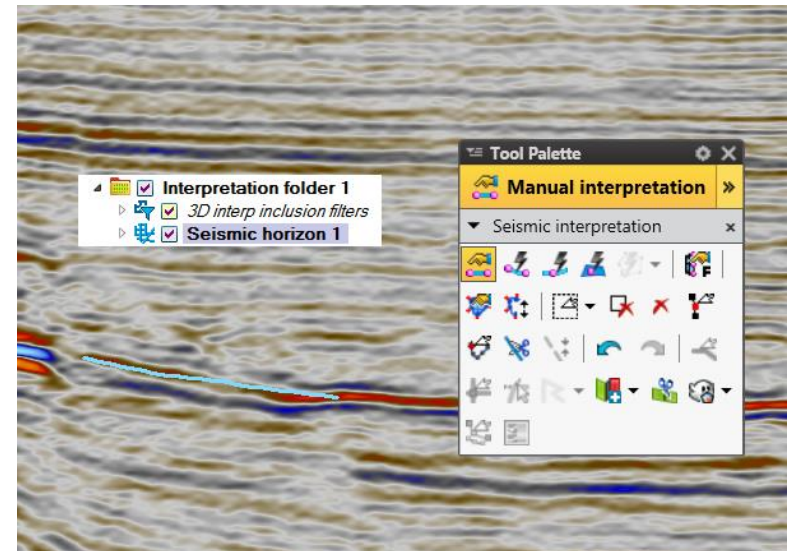 Tool Palette
Manual interpretation »
Interpretation folder 1
3D interp inclusion filters
Seismic horizon 1
Seismic interpretation
F